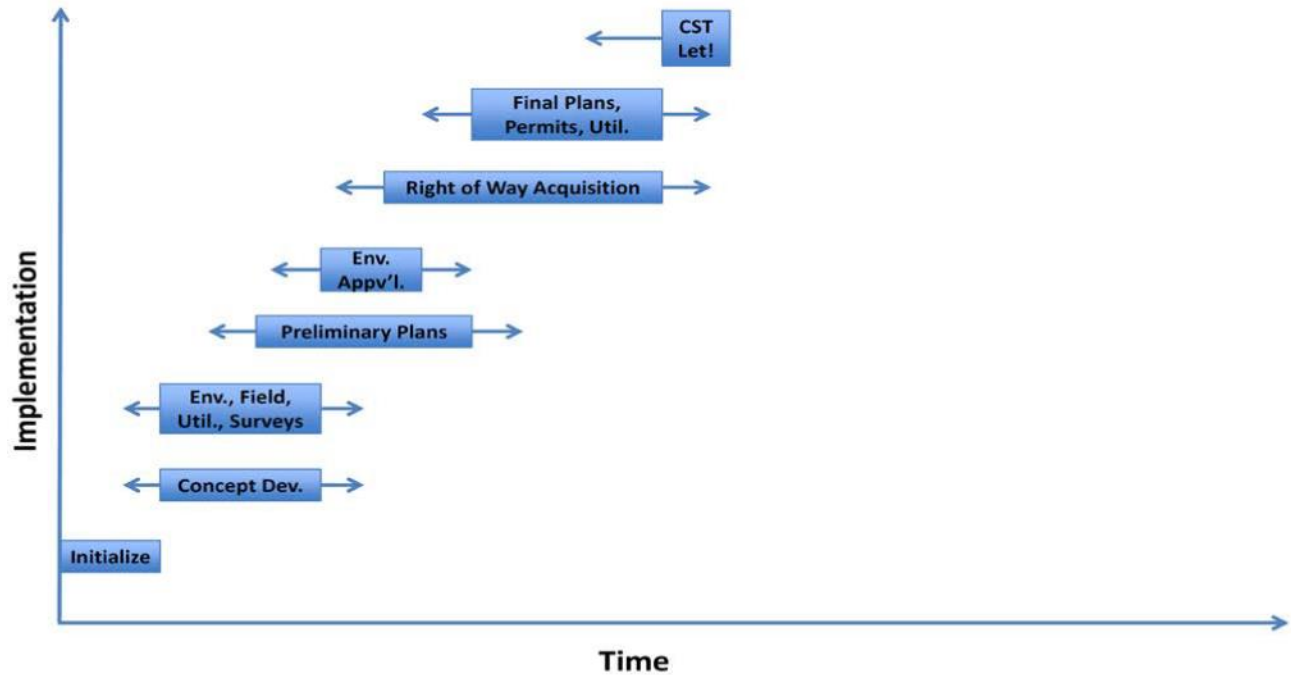 CST
Let!
Final Plans,
Permits, Util.
Right of Way Acquisition
Env.
Appv'l.
Preliminary Plans
Env., Field,
Util., Surveys
Concept Dev.
Initialize
Implementation
Time